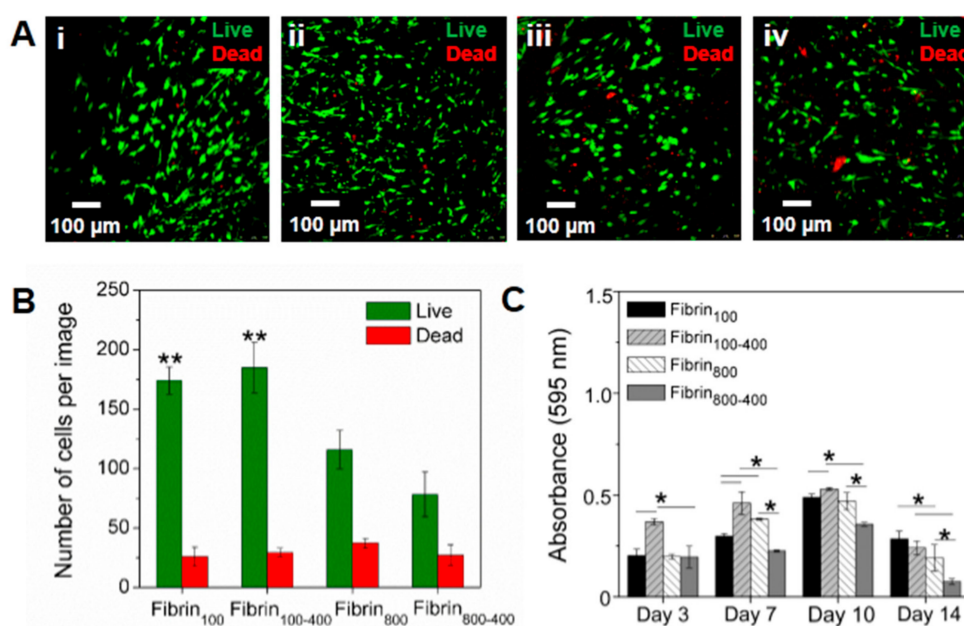 A
i
Live
Dead
100 µm
ii
Live
Dead
100 µm
iii
Live
Dead
100 µm
iv
Live
Dead
100 µm
B
Number of cells per image
250
200
150
100
50
0
Live
Dead
**
**
Fibrin100
Fibrin100-400
Fibrin800
Fibrin800-400
C
Absorbance (595 nm)
1.5
1.0
0.5
0.0
Fibrin100
Fibrin100-400
Fibrin800
Fibrin800-400
*
*
*
*
*
*
*
Day 3
Day 7
Day 10
Day 14